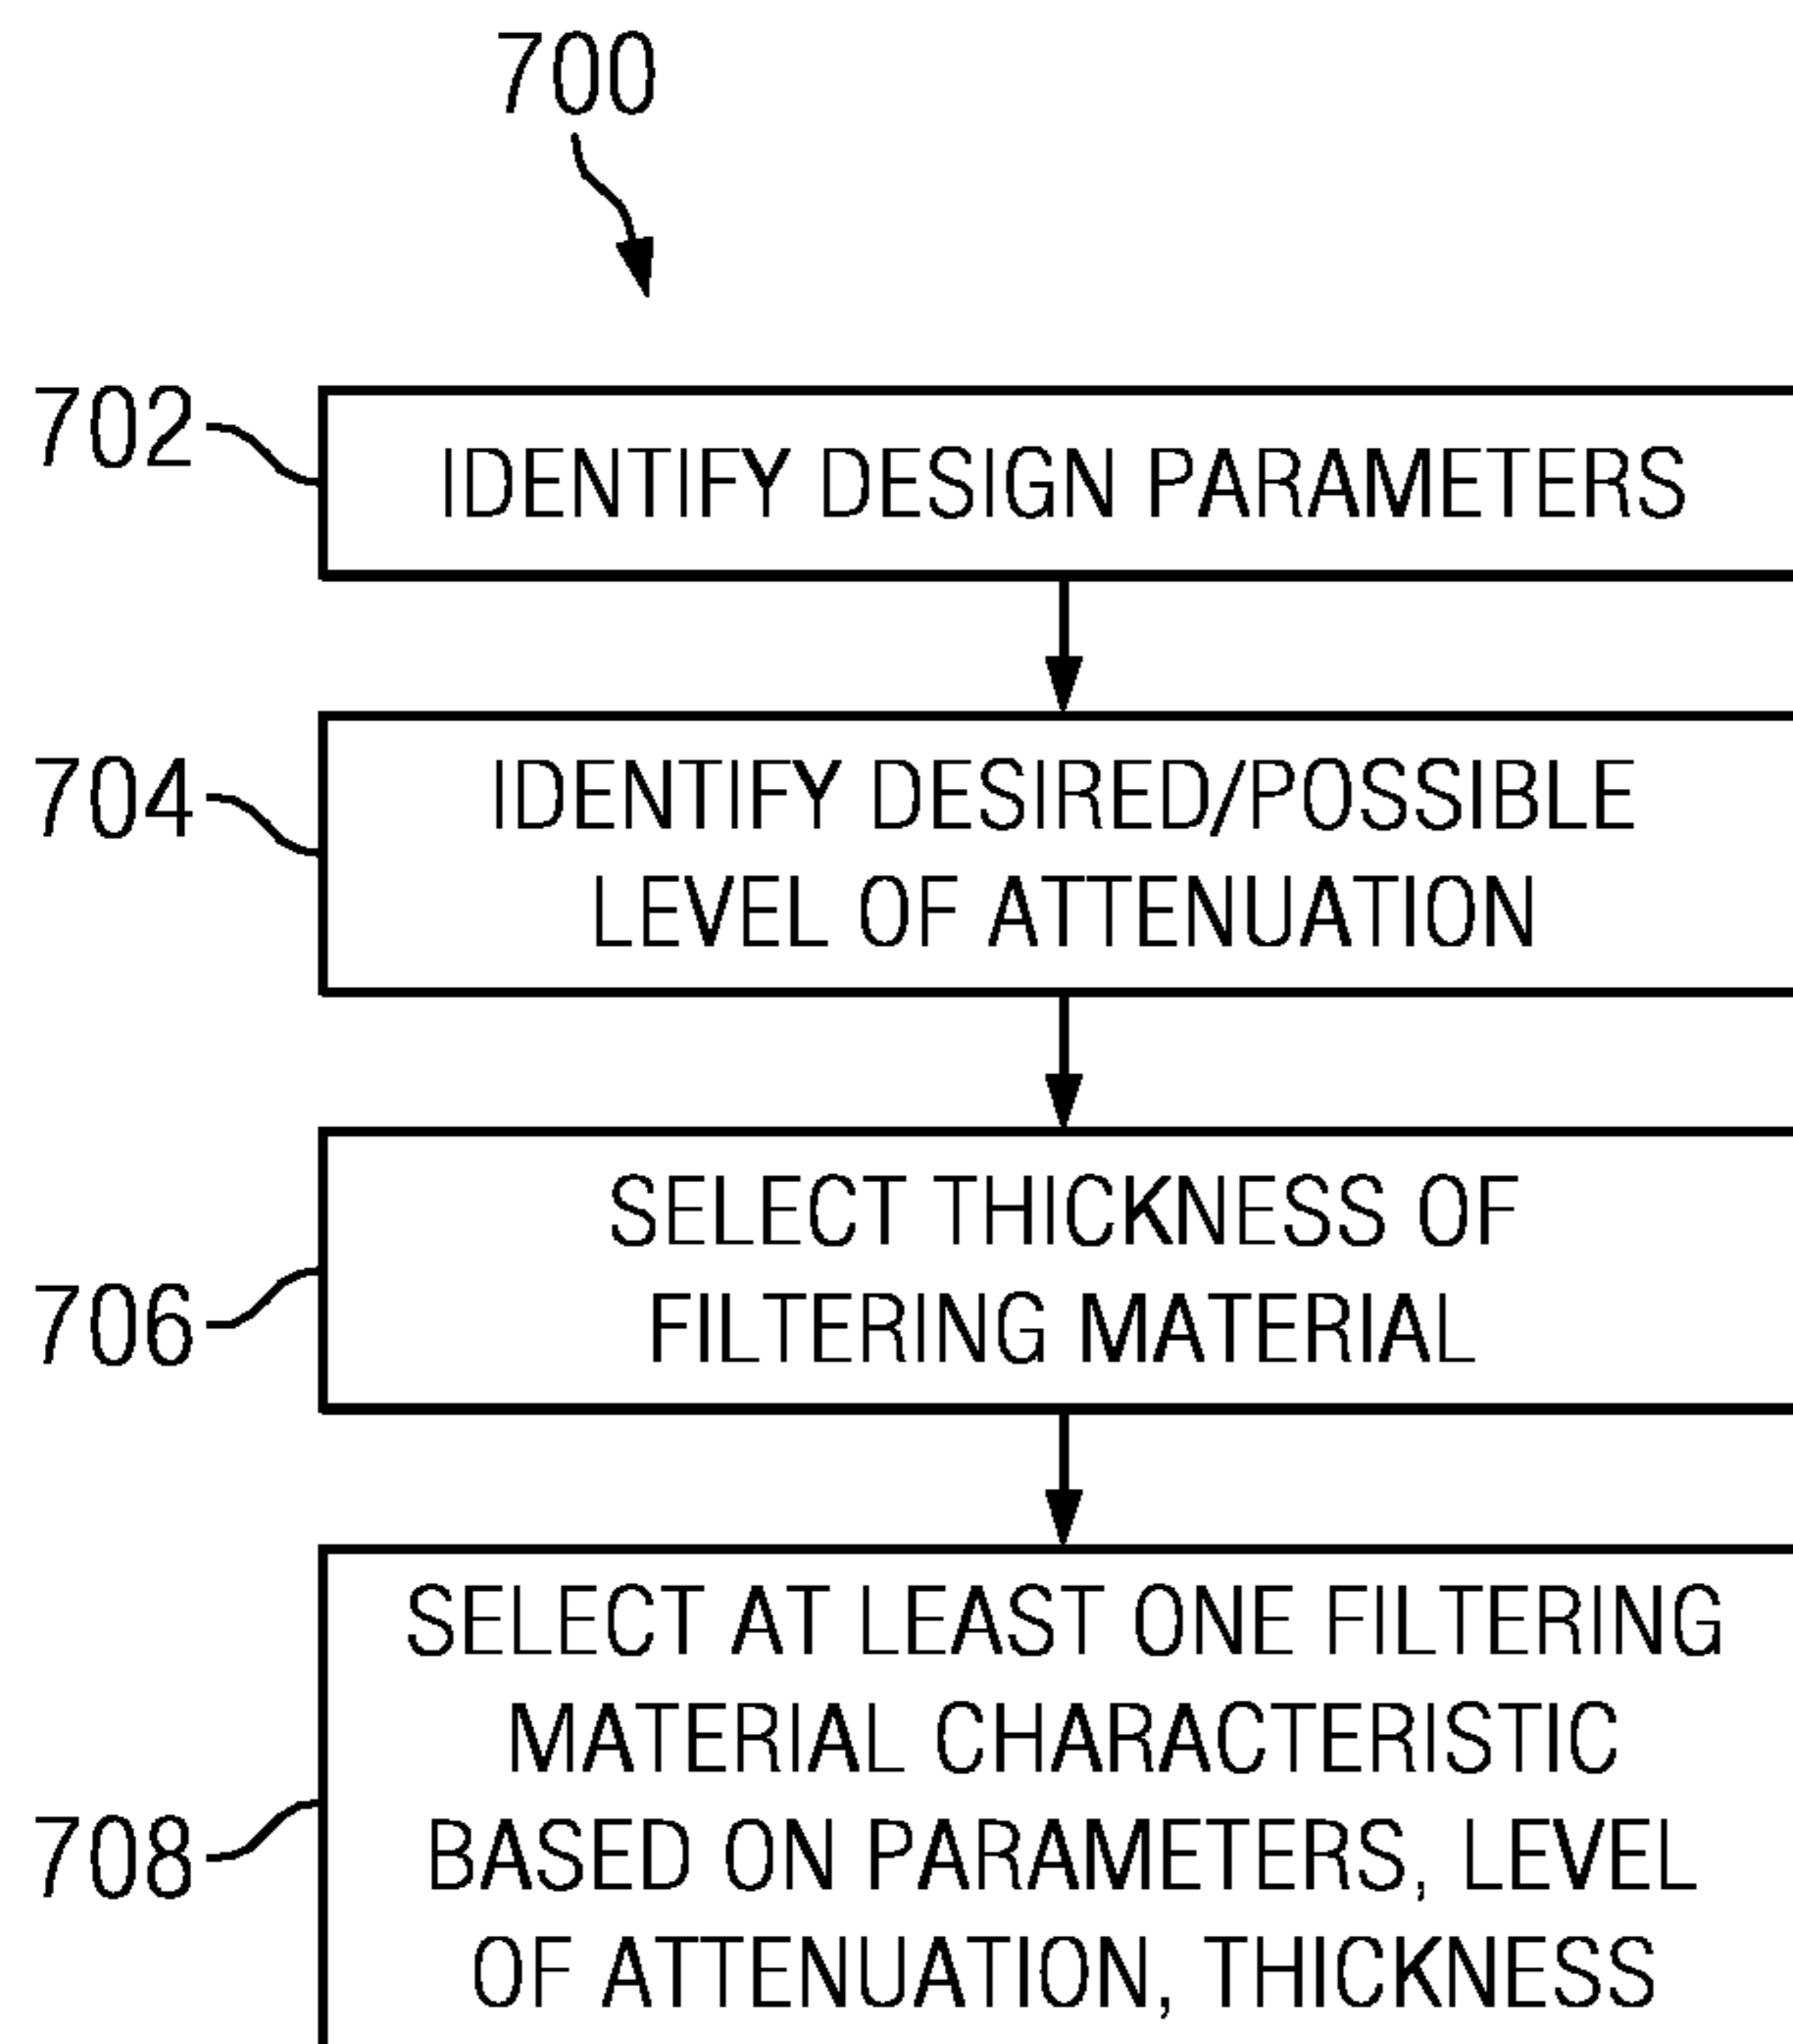 700
702
IDENTIFY DESIGN PARAMETERS
704
IDENTIFY DESIRED/POSSIBLE
LEVEL OF ATTENUATION
706
SELECT THICKNESS OF
FILTERING MATERIAL
708
SELECT AT LEAST ONE FILTERING
MATERIAL CHARACTERISTIC
BASED ON PARAMETERS, LEVEL
OF ATTENUATION, THICKNESS